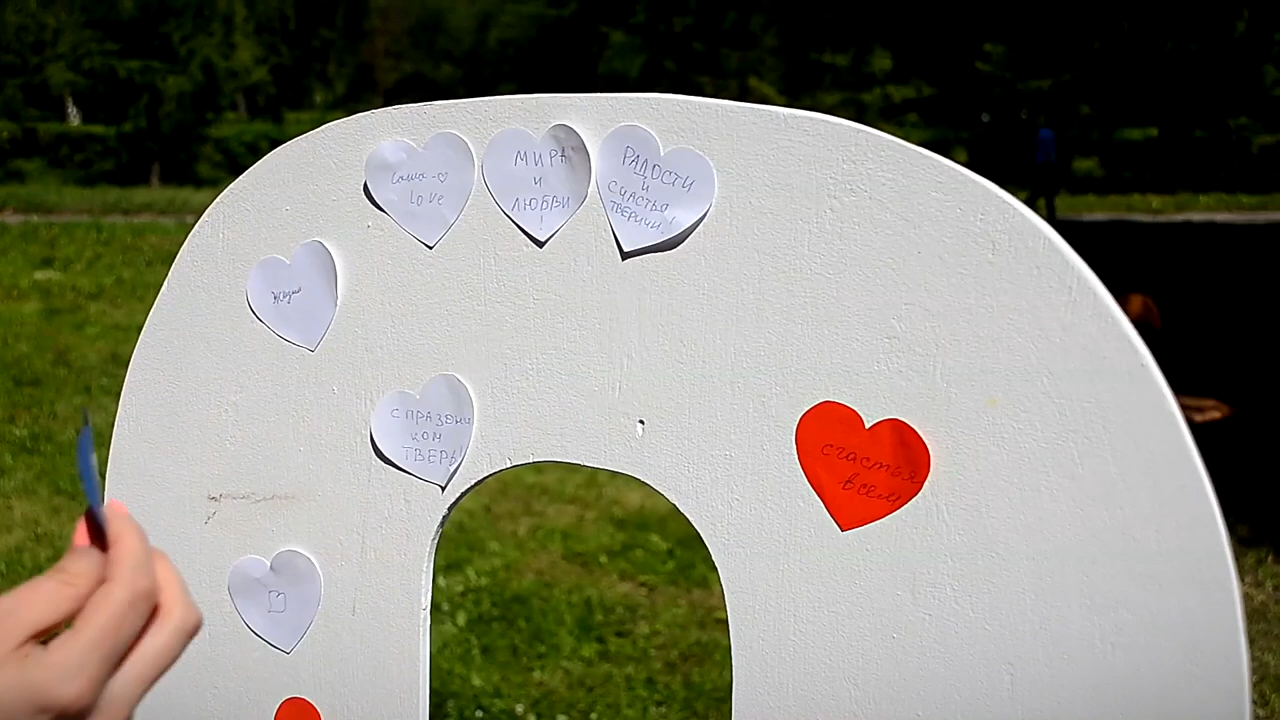 Саша -♡
Love
МИРА
И
ЛЮБВИ
!
РАДОСТИ
И
СЧАСТЬЯ!
ТВЕРИЧИ!
С ПРАЗДНИ
КОМ
ТВЕРЬ!
счастья
всем